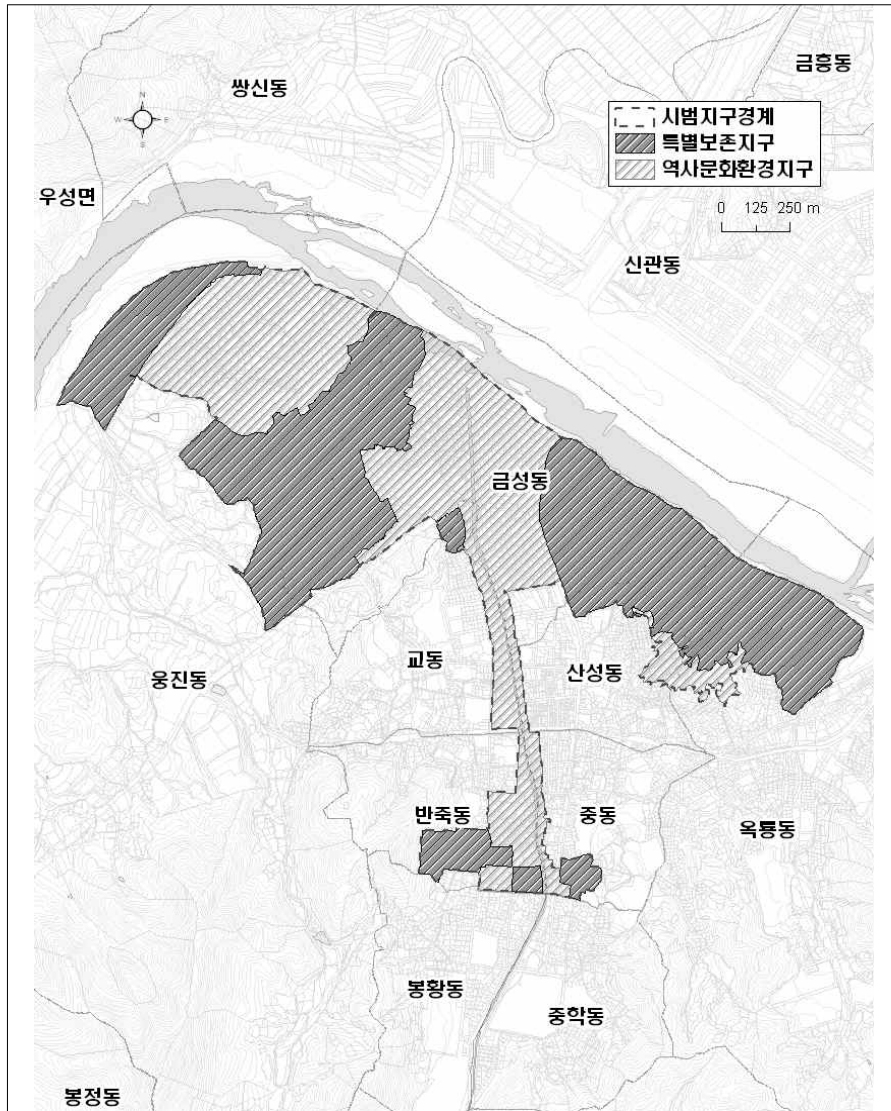 금흥동
쌍신동
N
W E
S
시범지구경계
특별보존지구
역사문화환경지구
우성면
0 125 250 m
신관동
금성동
교동
산성동
웅진동
반죽동
중동
옥룡동
봉황동
중학동
봉정동